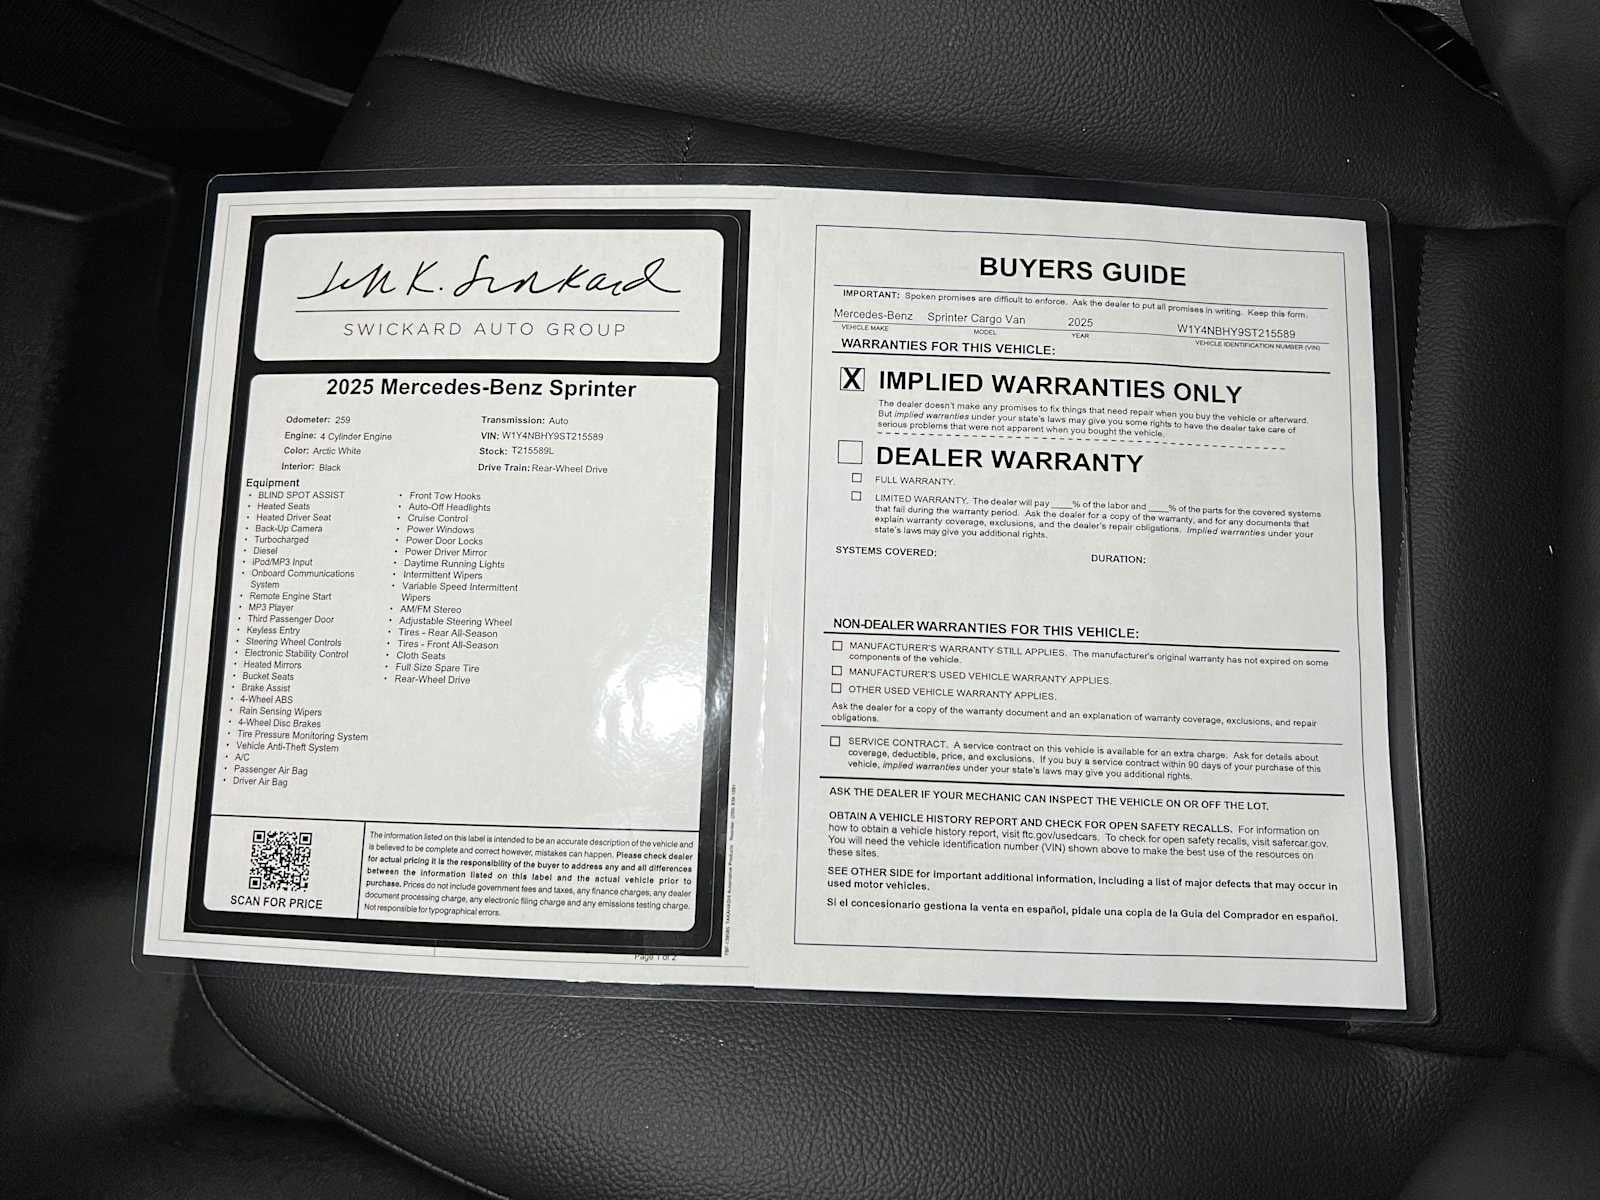 Jeff K. Swickard
SWICKARD AUTO GROUP
2025 Mercedes-Benz Sprinter
Odometer: 259
Engine: 4 Cylinder Engine
Color: Arctic White
Interior: Black
Transmission: Auto
VIN: W1Y4NBHY9ST215589
Stock: T215589L
Drive Train: Rear-Wheel Drive
Equipment
• BLIND SPOT ASSIST
• Heated Seats
• Heated Driver Seat
• Back-Up Camera
• Turbocharged
• Diesel
• iPod/MP3 Input
• Onboard Communications
System
• Remote Engine Start
• MP3 Player
• Third Passenger Door
• Keyless Entry
• Steering Wheel Controls
• Electronic Stability Control
• Heated Mirrors
• Bucket Seats
• Brake Assist
• 4-Wheel ABS
• Rain Sensing Wipers
• 4-Wheel Disc Brakes
• Tire Pressure Monitoring System
• Vehicle Anti-Theft System
• A/C
• Passenger Air Bag
• Driver Air Bag
• Front Tow Hooks
• Auto-Off Headlights
• Cruise Control
• Power Windows
• Power Door Locks
• Power Driver Mirror
• Daytime Running Lights
• Intermittent Wipers
• Variable Speed Intermittent
Wipers
• AM/FM Stereo
• Adjustable Steering Wheel
• Tires - Rear All-Season
• Tires - Front All-Season
• Cloth Seats
• Full Size Spare Tire
• Rear-Wheel Drive
SCAN FOR PRICE
The information listed on this label is intended to be an accurate description of the vehicle and
is believed to be complete and correct however, mistakes can happen. Please check dealer
for actual pricing it is the responsibility of the buyer to address any and all differences
between the information listed on this label and the actual vehicle prior to
purchase. Prices do not include government fees and taxes, any finance charges, any dealer
document processing charge, any electronic filing charge and any emissions testing charge.
Not responsible for typographical errors.
Page 1 of 2
BUYERS GUIDE
IMPORTANT: Spoken promises are difficult to enforce. Ask the dealer to put all promises in writing. Keep this form.
Mercedes-Benz Sprinter Cargo Van 2025 W1Y4NBHY9ST215589
VEHICLE MAKE MODEL YEAR VEHICLE IDENTIFICATION NUMBER (VIN)
WARRANTIES FOR THIS VEHICLE:
X IMPLIED WARRANTIES ONLY
The dealer doesn't make any promises to fix things that need repair when you buy the vehicle or afterward.
But implied warranties under your state's laws may give you some rights to have the dealer take care of
serious problems that were not apparent when you bought the vehicle.
DEALER WARRANTY
FULL WARRANTY.
LIMITED WARRANTY. The dealer will pay ____% of the labor and ____% of the parts for the covered systems
that fail during the warranty period. Ask the dealer for a copy of the warranty, and for any documents that
explain warranty coverage, exclusions, and the dealer's repair obligations. Implied warranties under your
state's laws may give you additional rights.
SYSTEMS COVERED: DURATION:
NON-DEALER WARRANTIES FOR THIS VEHICLE:
MANUFACTURER'S WARRANTY STILL APPLIES. The manufacturer's original warranty has not expired on some
components of the vehicle.
MANUFACTURER'S USED VEHICLE WARRANTY APPLIES.
OTHER USED VEHICLE WARRANTY APPLIES.
Ask the dealer for a copy of the warranty document and an explanation of warranty coverage, exclusions, and repair
obligations.
SERVICE CONTRACT. A service contract on this vehicle is available for an extra charge. Ask for details about
coverage, deductible, price, and exclusions. If you buy a service contract within 90 days of your purchase of this
vehicle, implied warranties under your state's laws may give you additional rights.
ASK THE DEALER IF YOUR MECHANIC CAN INSPECT THE VEHICLE ON OR OFF THE LOT.
OBTAIN A VEHICLE HISTORY REPORT AND CHECK FOR OPEN SAFETY RECALLS. For information on
how to obtain a vehicle history report, visit ftc.gov/usedcars. To check for open safety recalls, visit safercar.gov.
You will need the vehicle identification number (VIN) shown above to make the best use of the resources on
these sites.
SEE OTHER SIDE for important additional information, including a list of major defects that may occur in
used motor vehicles.
Si el concesionario gestiona la venta en español, pidale una copia de la Guia del Comprador en español.